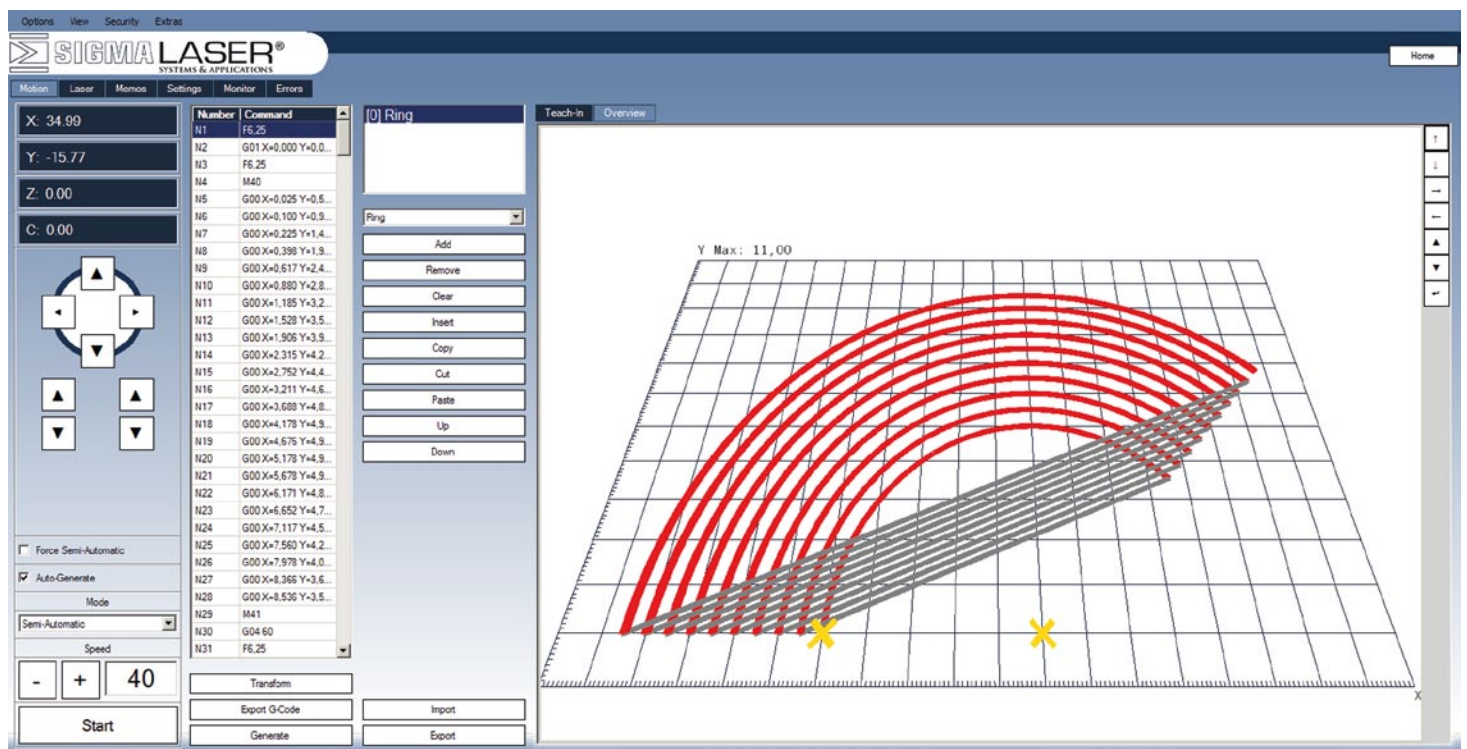 Options View Security Extras
SIGMA LASER®
SYSTEMS & APPLICATIONS
Home
Motion Laser Memos Settings Monitor Errors
X: 34.99
Y: -15.77
Z: 0.00
C: 0.00
Force Semi-Automatic
Auto-Generate
Mode
Semi-Automatic
Speed
- + 40
Start
Number Command
N1 F6,25
N2 G01 X=0,000 Y=0,0...
N3 F6,25
N4 M40
N5 G00 X=0,025 Y=0,5...
N6 G00 X=0,100 Y=0,9...
N7 G00 X=0,225 Y=1,4...
N8 G00 X=0,398 Y=1,9...
N9 G00 X=0,617 Y=2,4...
N10 G00 X=0,880 Y=2,8...
N11 G00 X=1,185 Y=3,2...
N12 G00 X=1,528 Y=3,5...
N13 G00 X=1,906 Y=3,9...
N14 G00 X=2,315 Y=4,2...
N15 G00 X=2,752 Y=4,4...
N16 G00 X=3,211 Y=4,6...
N17 G00 X=3,688 Y=4,8...
N18 G00 X=4,178 Y=4,9...
N19 G00 X=4,675 Y=4,9...
N20 G00 X=5,178 Y=4,9...
N21 G00 X=5,678 Y=4,9...
N22 G00 X=6,171 Y=4,8...
N23 G00 X=6,652 Y=4,7...
N24 G00 X=7,117 Y=4,5...
N25 G00 X=7,560 Y=4,2...
N26 G00 X=7,978 Y=4,0...
N27 G00 X=8,366 Y=3,6...
N28 G00 X=8,536 Y=3,5...
N29 M41
N30 G04 60
N31 F6,25
Transform
Export G-Code
Generate
[0] Ring
Ring
Add
Remove
Clear
Insert
Copy
Cut
Paste
Up
Down
Import
Export
Teach-In Overview
Y Max: 11,00
X